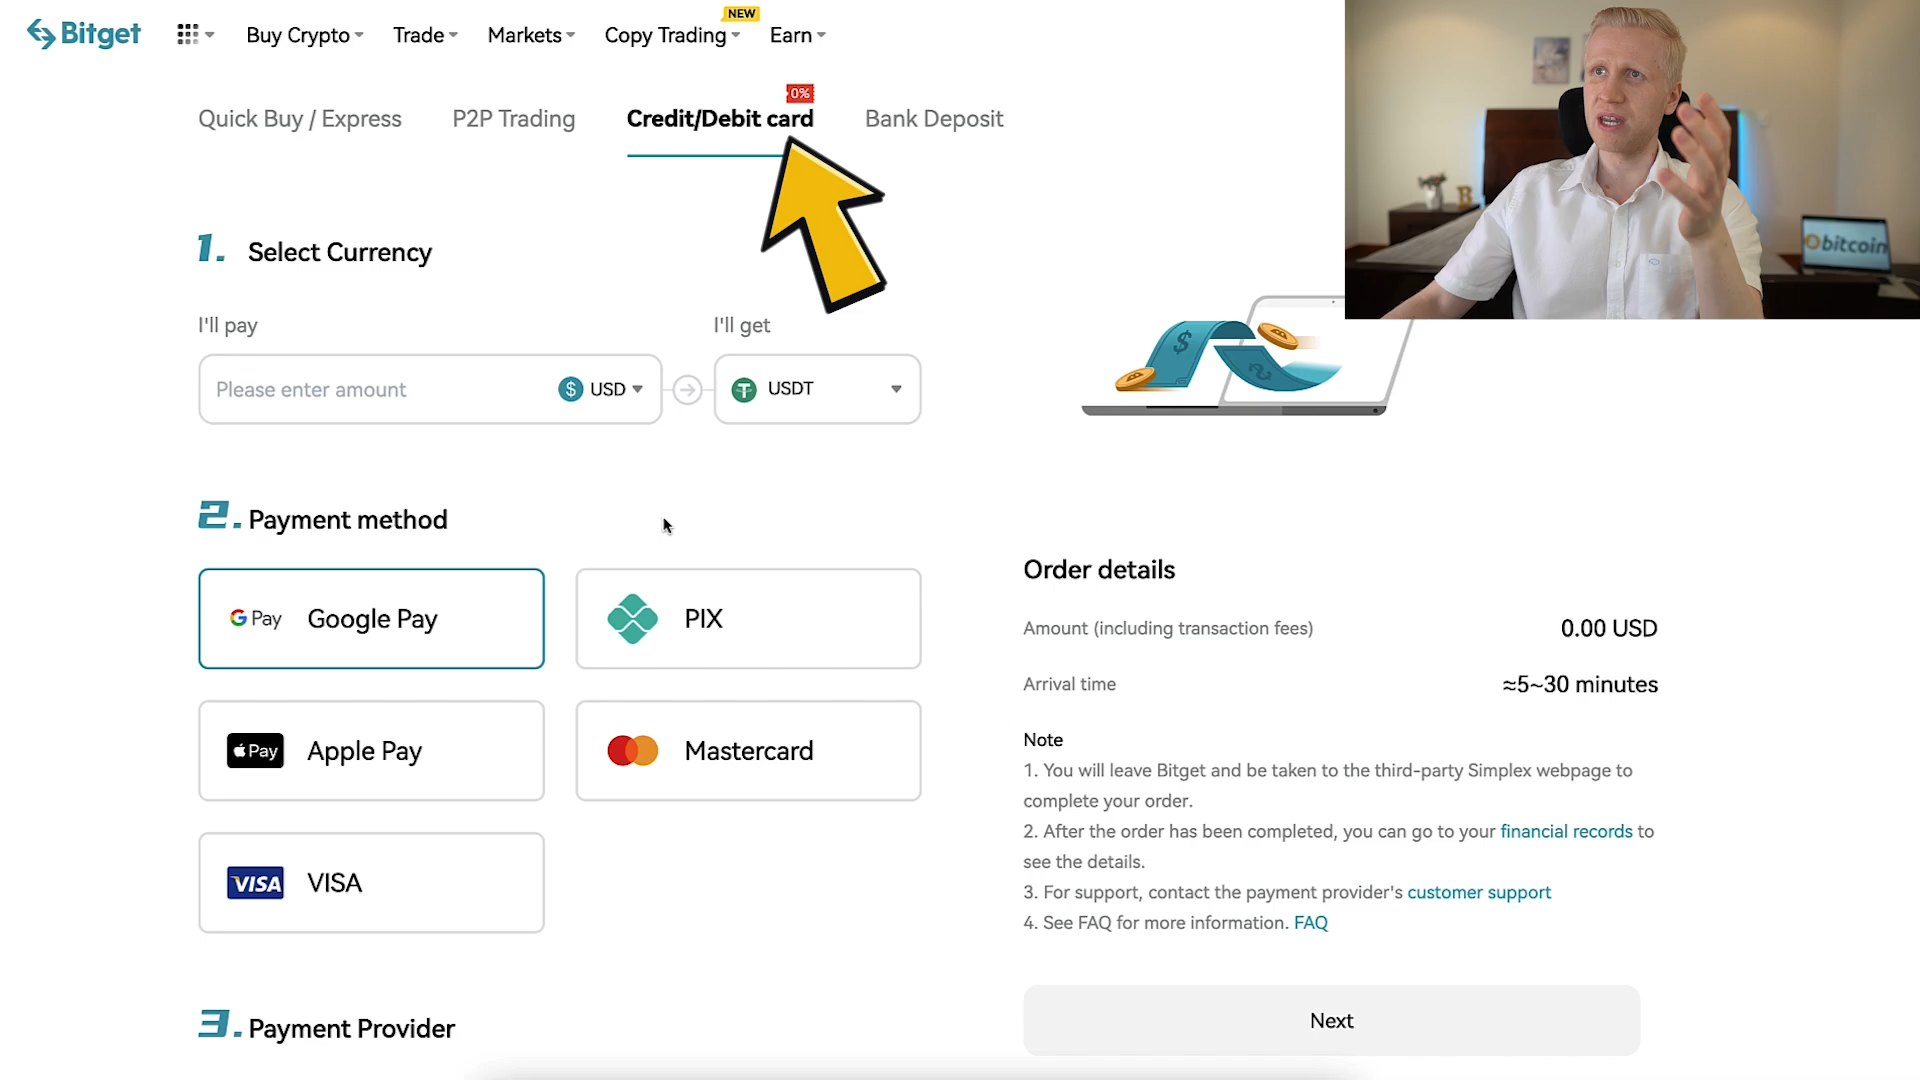 Bitget
Buy Crypto
Trade
Markets
Copy Trading
NEW
Earn
Quick Buy / Express
P2P Trading
Credit/Debit card
0%
Bank Deposit
bitcoin
1. Select Currency
I'll pay
I'll get
Please enter amount
$ USD
USDT
2. Payment method
G Pay Google Pay
PIX
Pay Apple Pay
Mastercard
VISA VISA
3. Payment Provider
Order details
Amount (including transaction fees)
0.00 USD
Arrival time
≈5~30 minutes
Note
1. You will leave Bitget and be taken to the third-party Simplex webpage to
complete your order.
2. After the order has been completed, you can go to your financial records to
see the details.
3. For support, contact the payment provider's customer support
4. See FAQ for more information. FAQ
Next